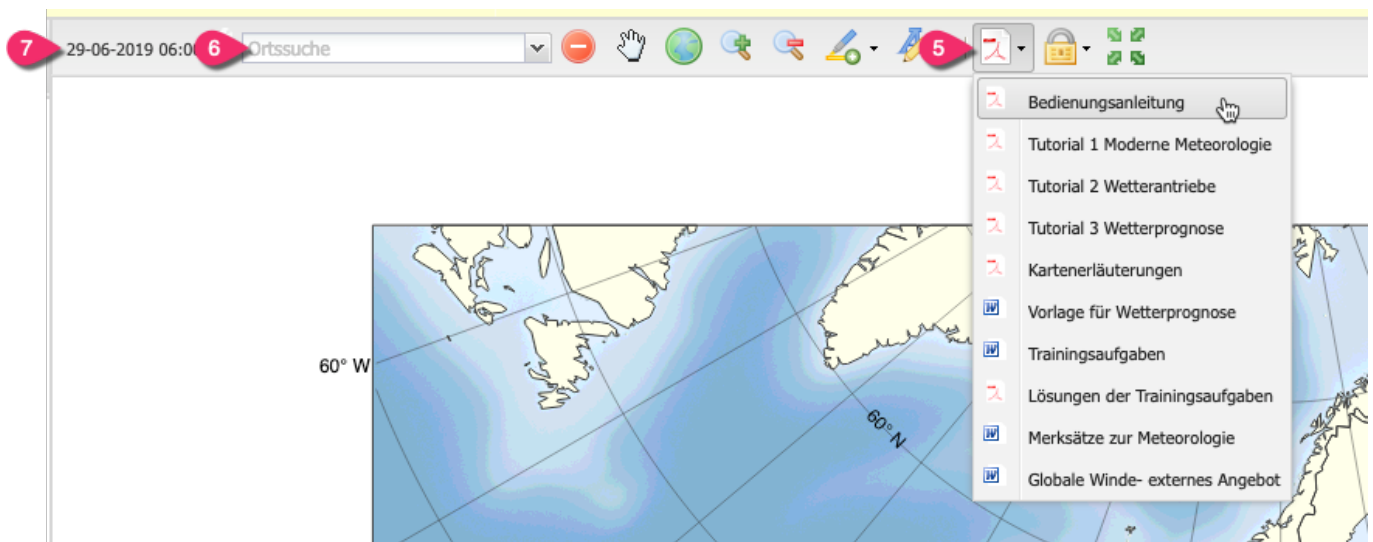 7
29-06-2019 06:00
6
Ortssuche
5
Bedienungsanleitung
Tutorial 1 Moderne Meteorologie
Tutorial 2 Wetterantriebe
Tutorial 3 Wetterprognose
Kartenerläuterungen
Vorlage für Wetterprognose
Trainingsaufgaben
Lösungen der Trainingsaufgaben
Merksätze zur Meteorologie
Globale Winde- externes Angebot
60° W
60° N